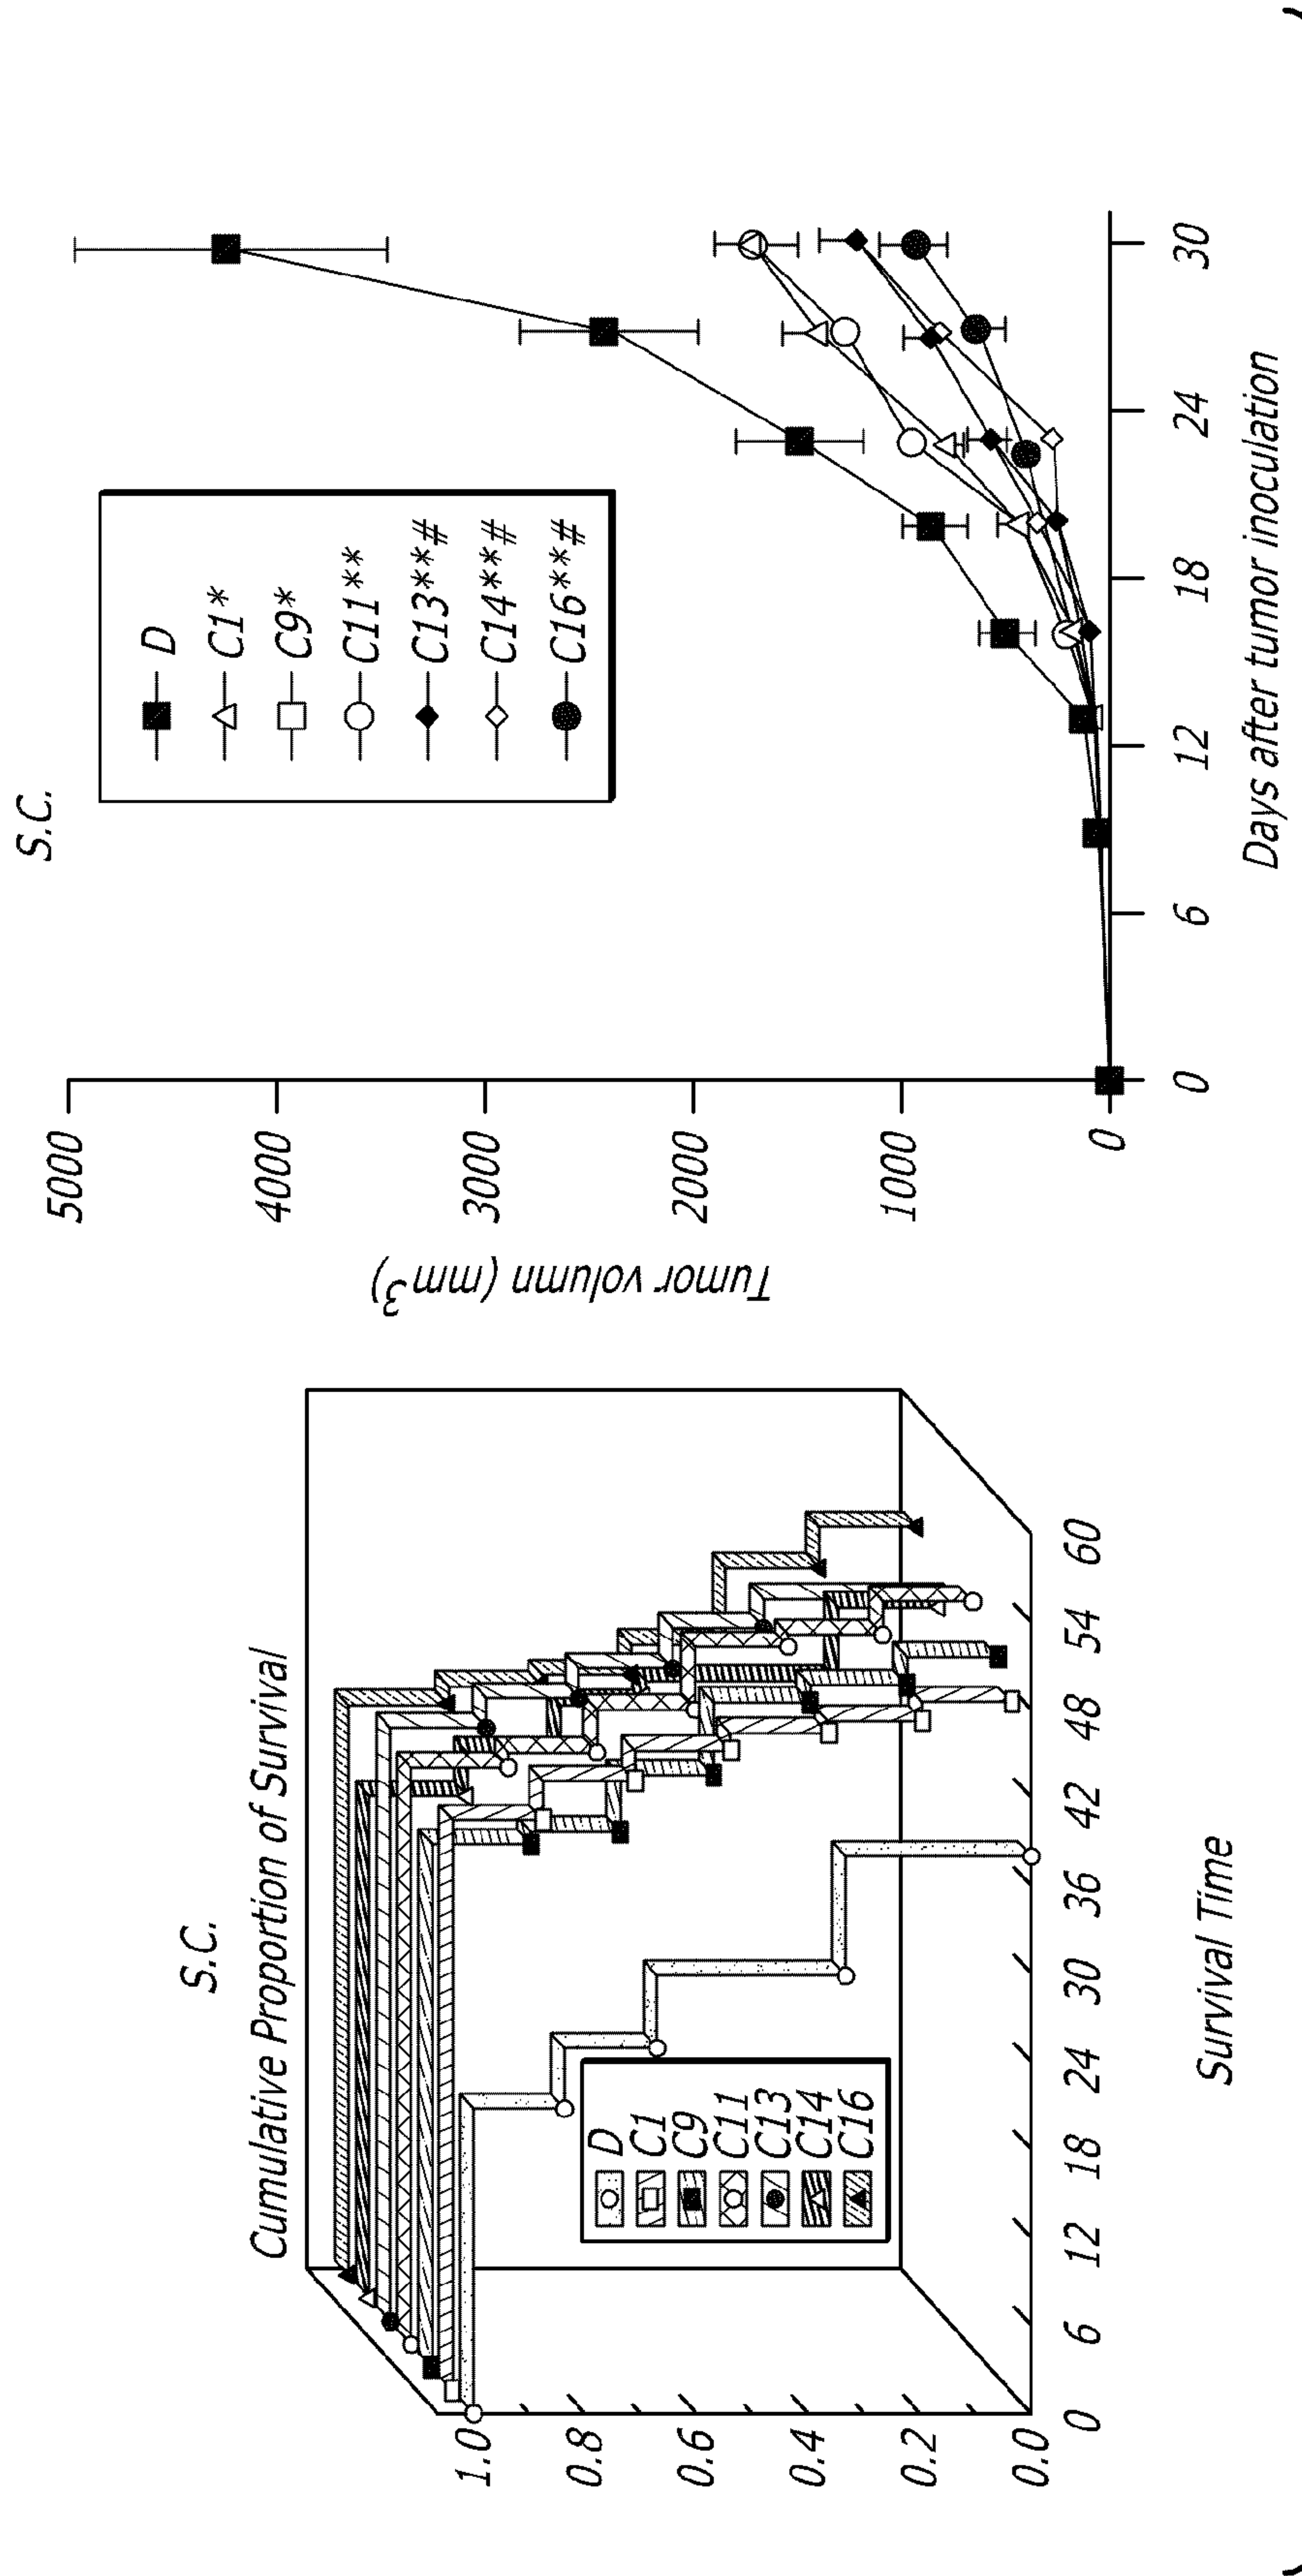 S.C.
Cumulative Proportion of Survival
1.0
0.8
0.6
0.4
0.2
0.0
0 6 12 18 24 30 36 42 48 54 60
Survival Time
D
C1
C9
C11
C13
C14
C16
S.C.
5000
4000
3000
2000
1000
0
Tumor volumn (mm3)
0 6 12 18 24 30
Days after tumor inoculation
D
C1*
C9*
C11**
C13**#
C14**#
C16**#